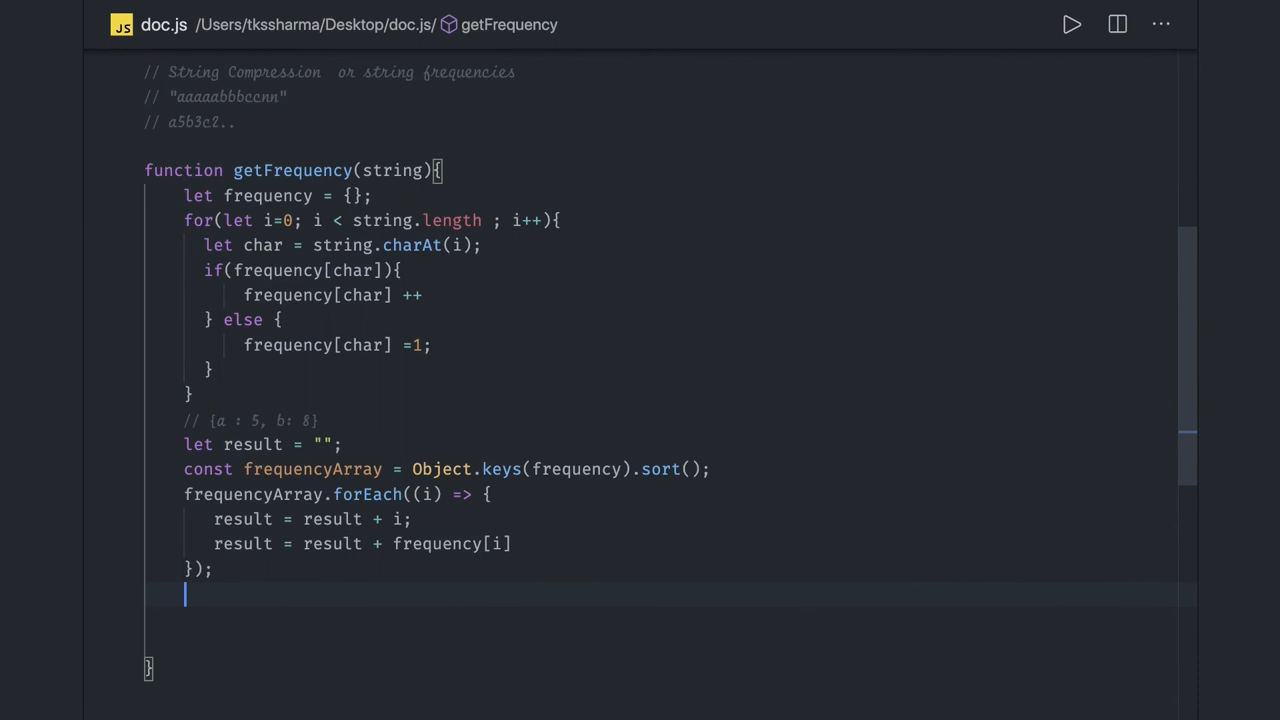 JS doc.js /Users/tkssharma/Desktop/doc.js/ getFrequency ...
// String Compression  or string frequencies
// "aaaaabbbccnn"
// a5b3c2..
function getFrequency(string){
    let frequency = {};
    for(let i=0; i < string.length ; i++){
      let char = string.charAt(i);
      if(frequency[char]){
          frequency[char] ++
      } else {
          frequency[char] =1;
      }
    }
    // {a : 5, b: 8}
    let result = "";
    const frequencyArray = Object.keys(frequency).sort();
    frequencyArray.forEach((i) => {
       result = result + i;
       result = result + frequency[i]
    });
}